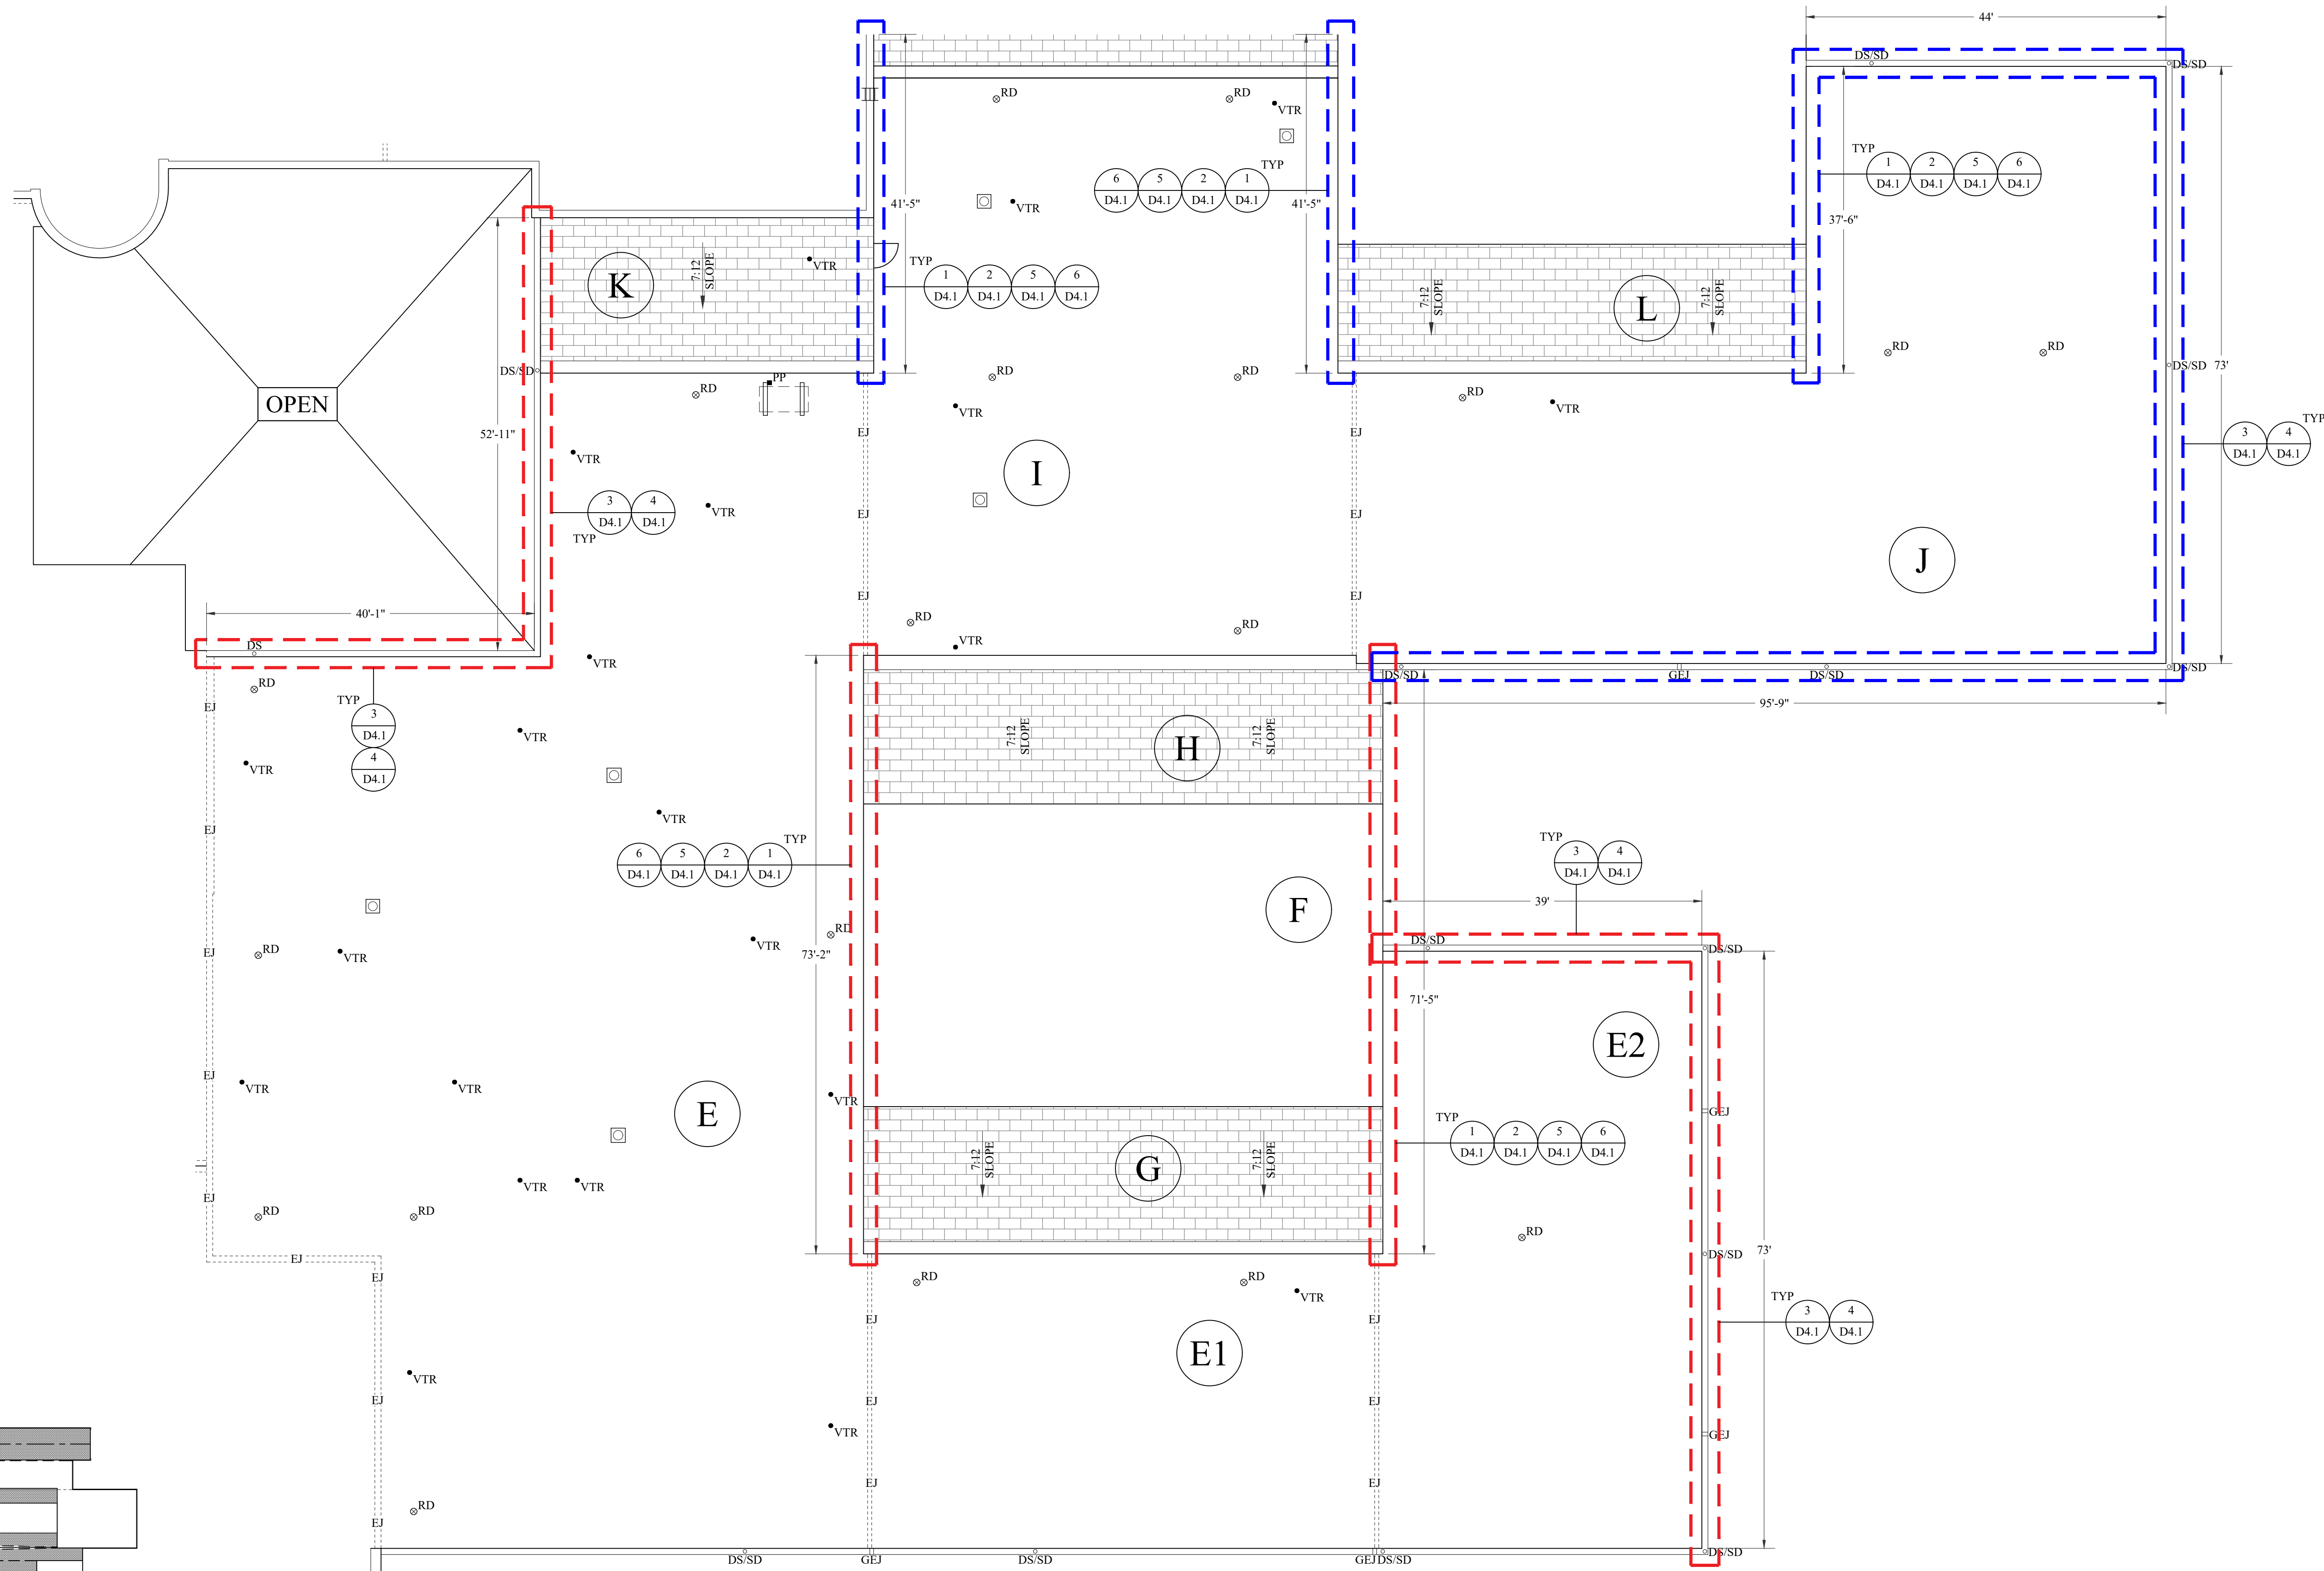 44'
DS/SD
DS/SD
RD
RD
VTR
TYP
1 2 5 6
D4.1 D4.1 D4.1 D4.1
TYP
6 5 2 1
D4.1 D4.1 D4.1 D4.1
41'-5"
41'-5"
VTR
37'-6"
TYP
1 2 5 6
D4.1 D4.1 D4.1 D4.1
K
7:12
SLOPE
VTR
L
7:12
SLOPE
7:12
SLOPE
RD
RD
DS/SD
73'
DS/SD
PP
RD
RD
RD
RD
VTR
VTR
OPEN
52'-11"
EJ
EJ
TYP
3 4
D4.1 D4.1
VTR
I
3 4
D4.1 D4.1
TYP
VTR
EJ
EJ
J
EJ
EJ
40'-1"
RD
RD
DS
VTR
VTR
DS/SD
GEJ
DS/SD
DS/SD
RD
EJ
TYP
3
D4.1
4
D4.1
95'-9"
VTR
7:12
SLOPE
H
7:12
SLOPE
VTR
VTR
EJ
TYP
6 5 2 1
D4.1 D4.1 D4.1 D4.1
TYP
3 4
D4.1 D4.1
F
39'
RD
VTR
RD
VTR
EJ
73'-2"
DS/SD
DS/SD
71'-5"
E2
EJ
VTR
VTR
E
VTR
GEJ
TYP
1 2 5 6
D4.1 D4.1 D4.1 D4.1
7:12
SLOPE
G
7:12
SLOPE
VTR
VTR
EJ
RD
RD
RD
EJ
EJ
RD
RD
VTR
DS/SD
73'
TYP
3 4
D4.1 D4.1
EJ
EJ
E1
VTR
EJ
EJ
EJ
VTR
GEJ
EJ
EJ
RD
EJ
DS/SD
GEJ
DS/SD
GEJ
DS/SD
DS/SD